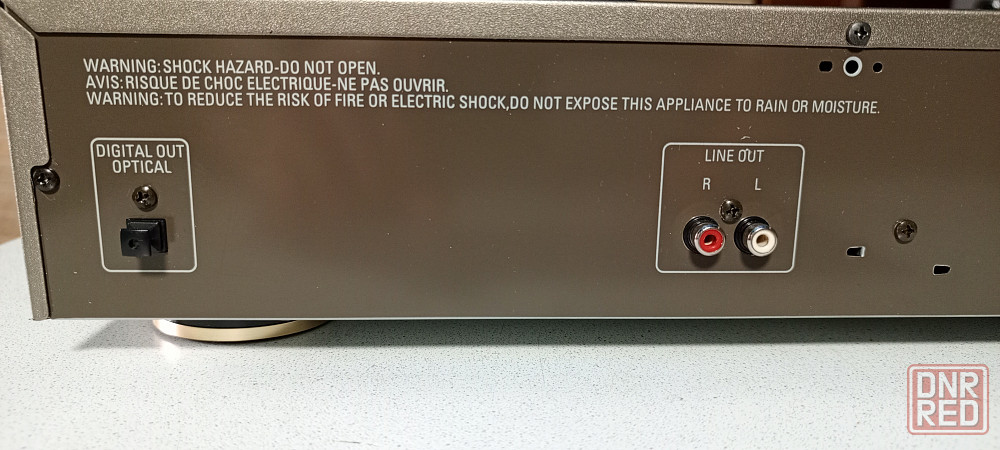 WARNING:SHOCK HAZARD-DO NOT OPEN.
AVIS:RISQUE DE CHOC ELECTRIQUE-NE PAS OUVRIR.
WARNING:TO REDUCE THE RISK OF FIRE OR ELECTRIC SHOCK,DO NOT EXPOSE THIS APPLIANCE TO RAIN OR MOISTURE.
DIGITAL OUT
OPTICAL
LINE OUT
R L
DNR
RED